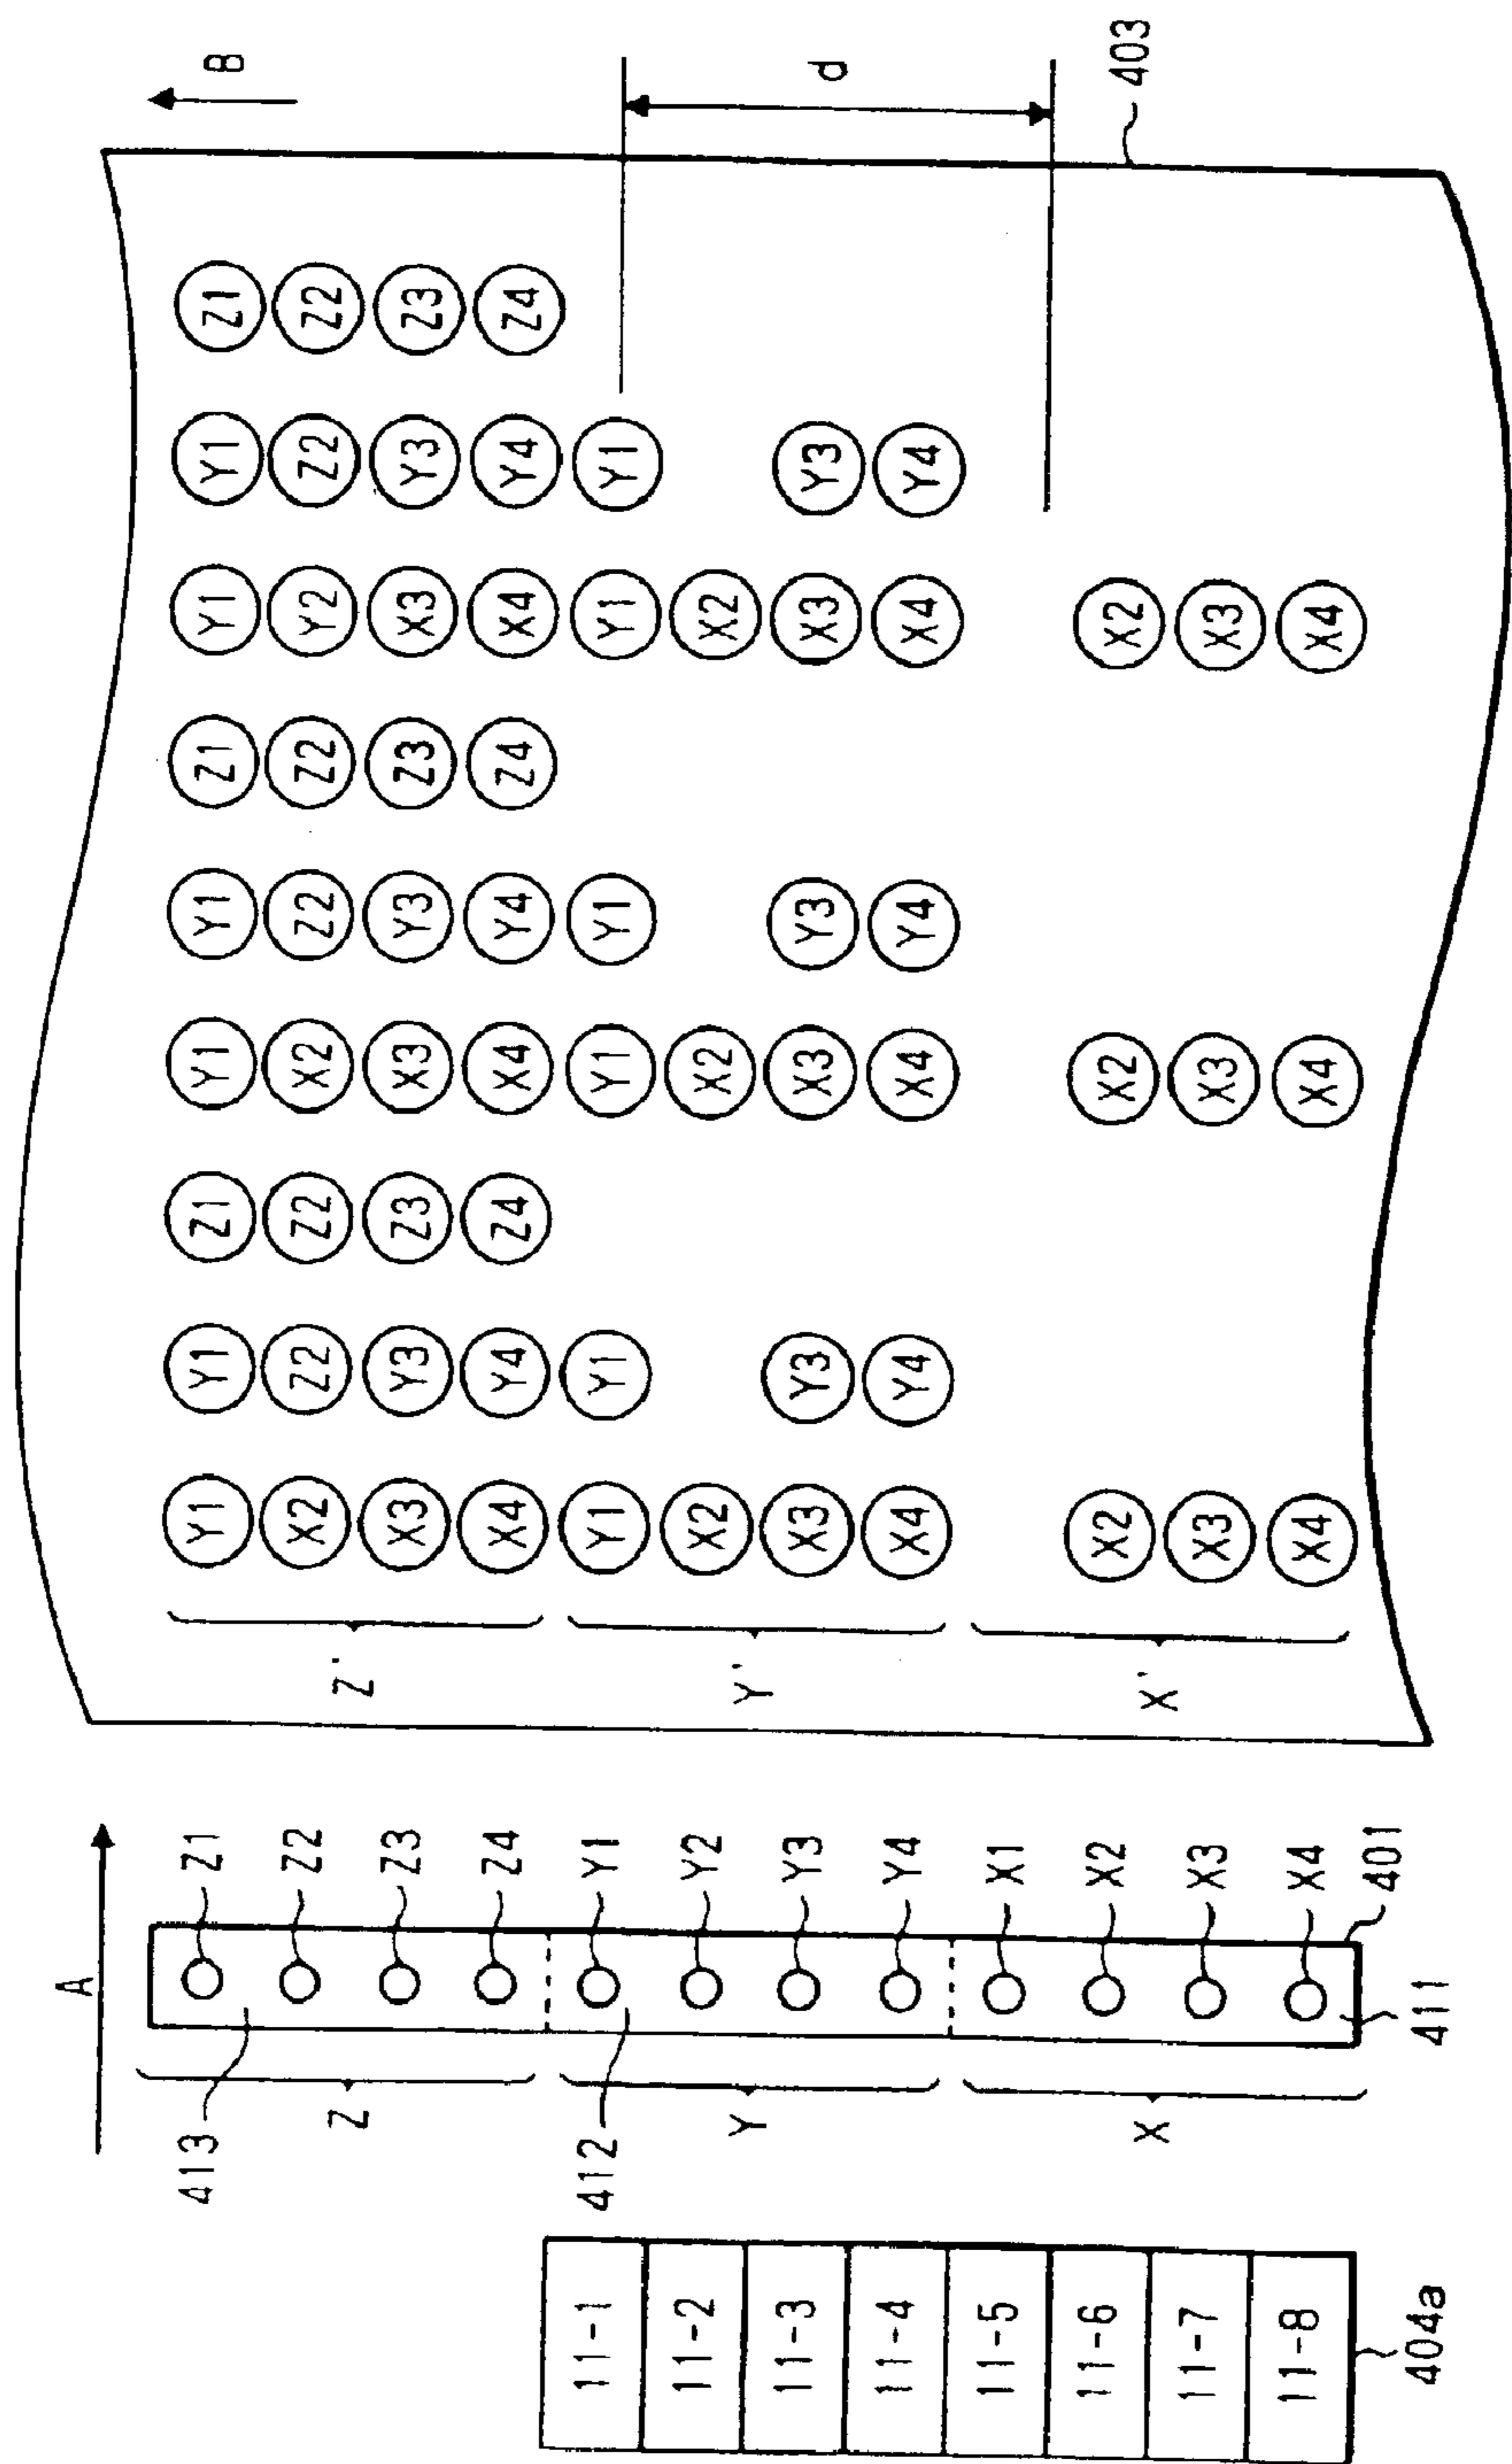 A
B
413 Z1 Y1 Y1 Z1 Y1 Y1 Z1 Y1 Y1 Z1
Z2 X2 Z2 Z2 X2 Z2 Z2 Y2 Z2 Z2
Z Z'
Z3 X3 Y3 Z3 X3 Y3 Z3 X3 Y3 Z3
Z4 X4 Y4 Z4 X4 Y4 Z4 X4 Y4 Z4
11-1 412 Y1 Y1 Y1 Y1 Y1 Y1 Y1
11-2 Y2 X2 X2 X2
Y Y'
11-3 Y3 X3 Y3 X3 Y3 X3 Y3 d
11-4 Y4 X4 Y4 X4 Y4 X4 Y4
11-5 X1
11-6 X2 X2 X2 X2
X X'
403
11-7 X3 X3 X3 X3
11-8 X4 X4 X4 X4
404a 411 401